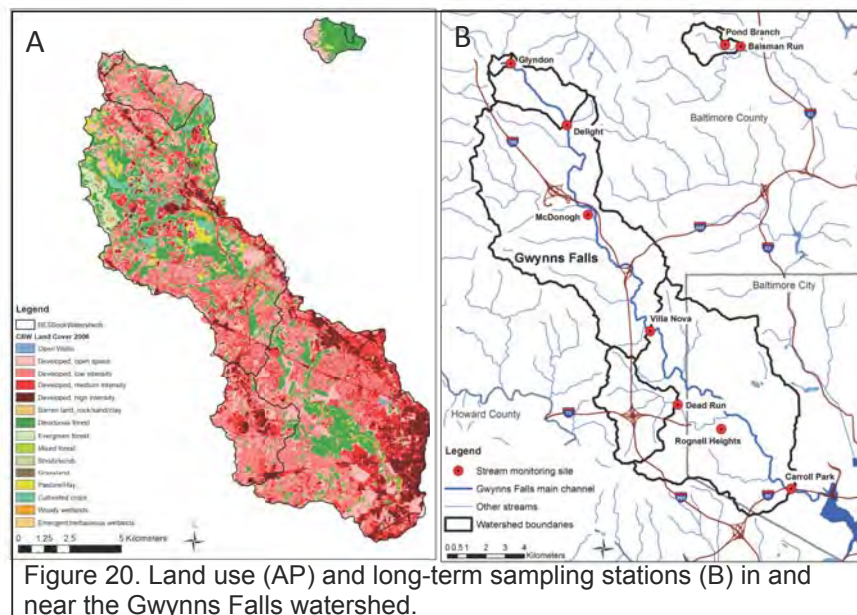 A
Legend
CBW Land Cover 2006
Open Water
Developed, open space
Developed, low intensity
Developed, medium intensity
Developed, high intensity
Barren land, rock/sand/clay
Deciduous forest
Evergreen forest
Mixed forest
Shrub/scrub
Grassland
Pasture/Hay
Cultivated crops
Woody wetlands
Emergent herbaceous wetlands
0 1.25 2.5 5 Kilometers
B
Pond Branch
Baisman Run
Glyndon
Baltimore County
Delight
McDonogh
Gwynns Falls
Baltimore City
Villa Nova
Howard County
Dead Run
Rognell Heights
Carroll Park
Legend
Stream monitoring site
Gwynns Falls main channel
Other streams
Watershed boundaries
0 0.5 1 2 3 4
Kilometers
Figure 20. Land use (AP) and long-term sampling stations (B) in and
near the Gwynns Falls watershed.